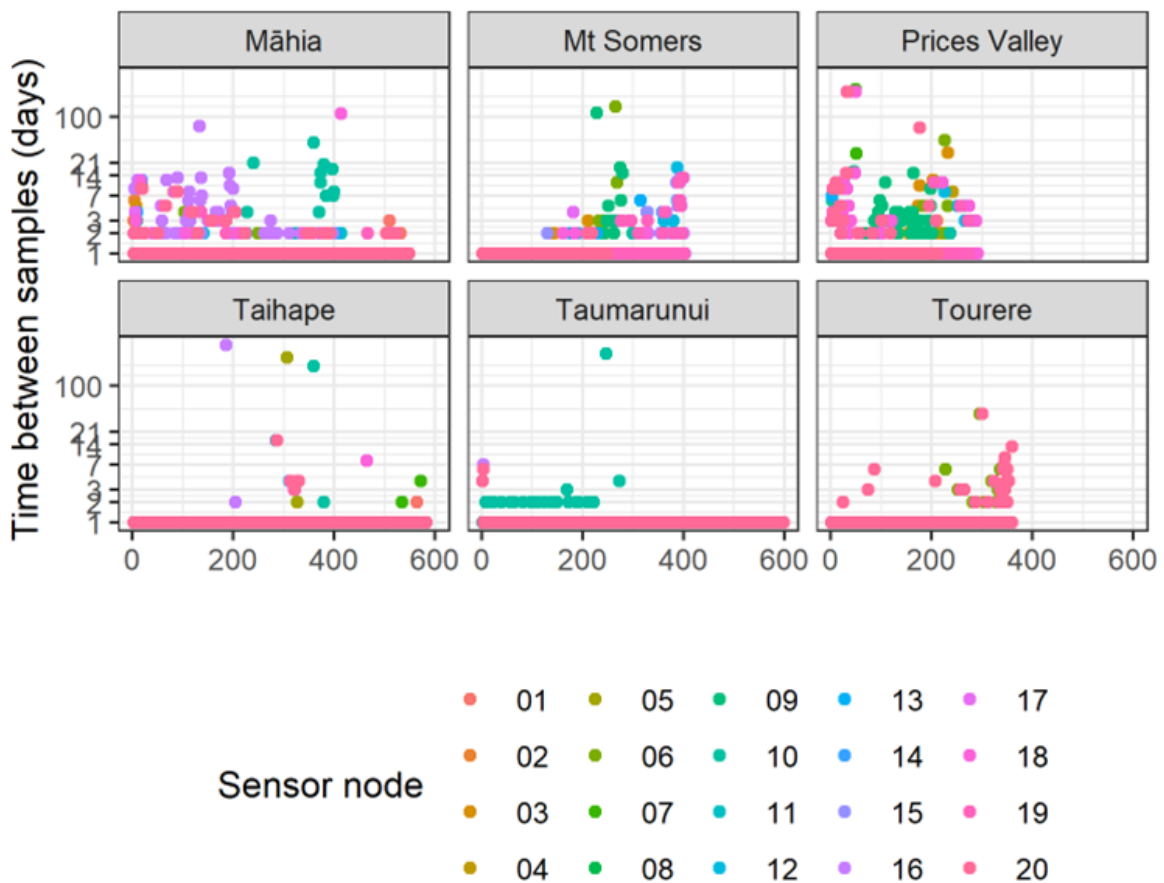 Māhia Mt Somers Prices Valley
Time between samples (days)
100
21
14
7
3
2
1
Taihape Taumarunui Tourere
100
21
14
7
3
2
1
0 200 400 600 0 200 400 600 0 200 400 600
Sensor node
01 05 09 13 17
02 06 10 14 18
03 07 11 15 19
04 08 12 16 20